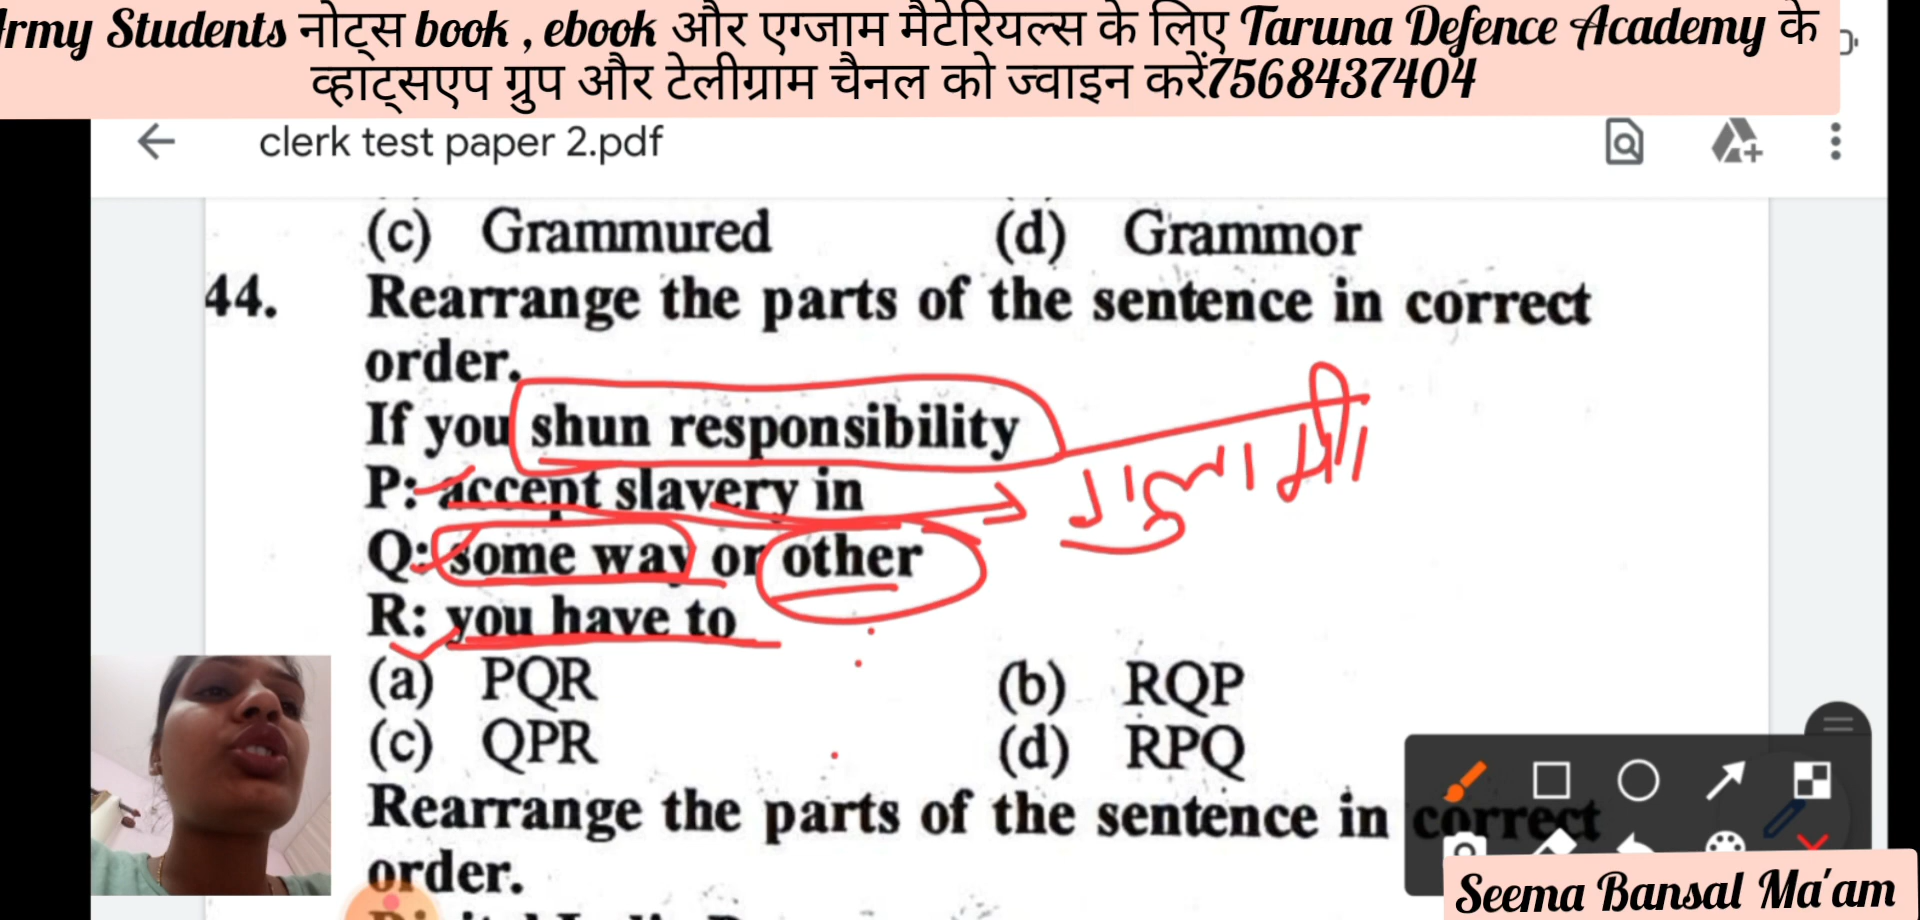 Army Students नोट्स book , ebook और एग्जाम मैटेरियल्स के लिए Taruna Defence Academy के
व्हाट्सएप ग्रुप और टेलीग्राम चैनल को ज्वाइन करें7568437404
clerk test paper 2.pdf
(c) Grammured (d) Grammor
44. Rearrange the parts of the sentence in correct
order.
If you shun responsibility
P: accept slavery in
Q: some way or other
R: you have to
(a) PQR (b) RQP
(c) QPR (d) RPQ
Rearrange the parts of the sentence in correct
order.
Seema Bansal Ma'am